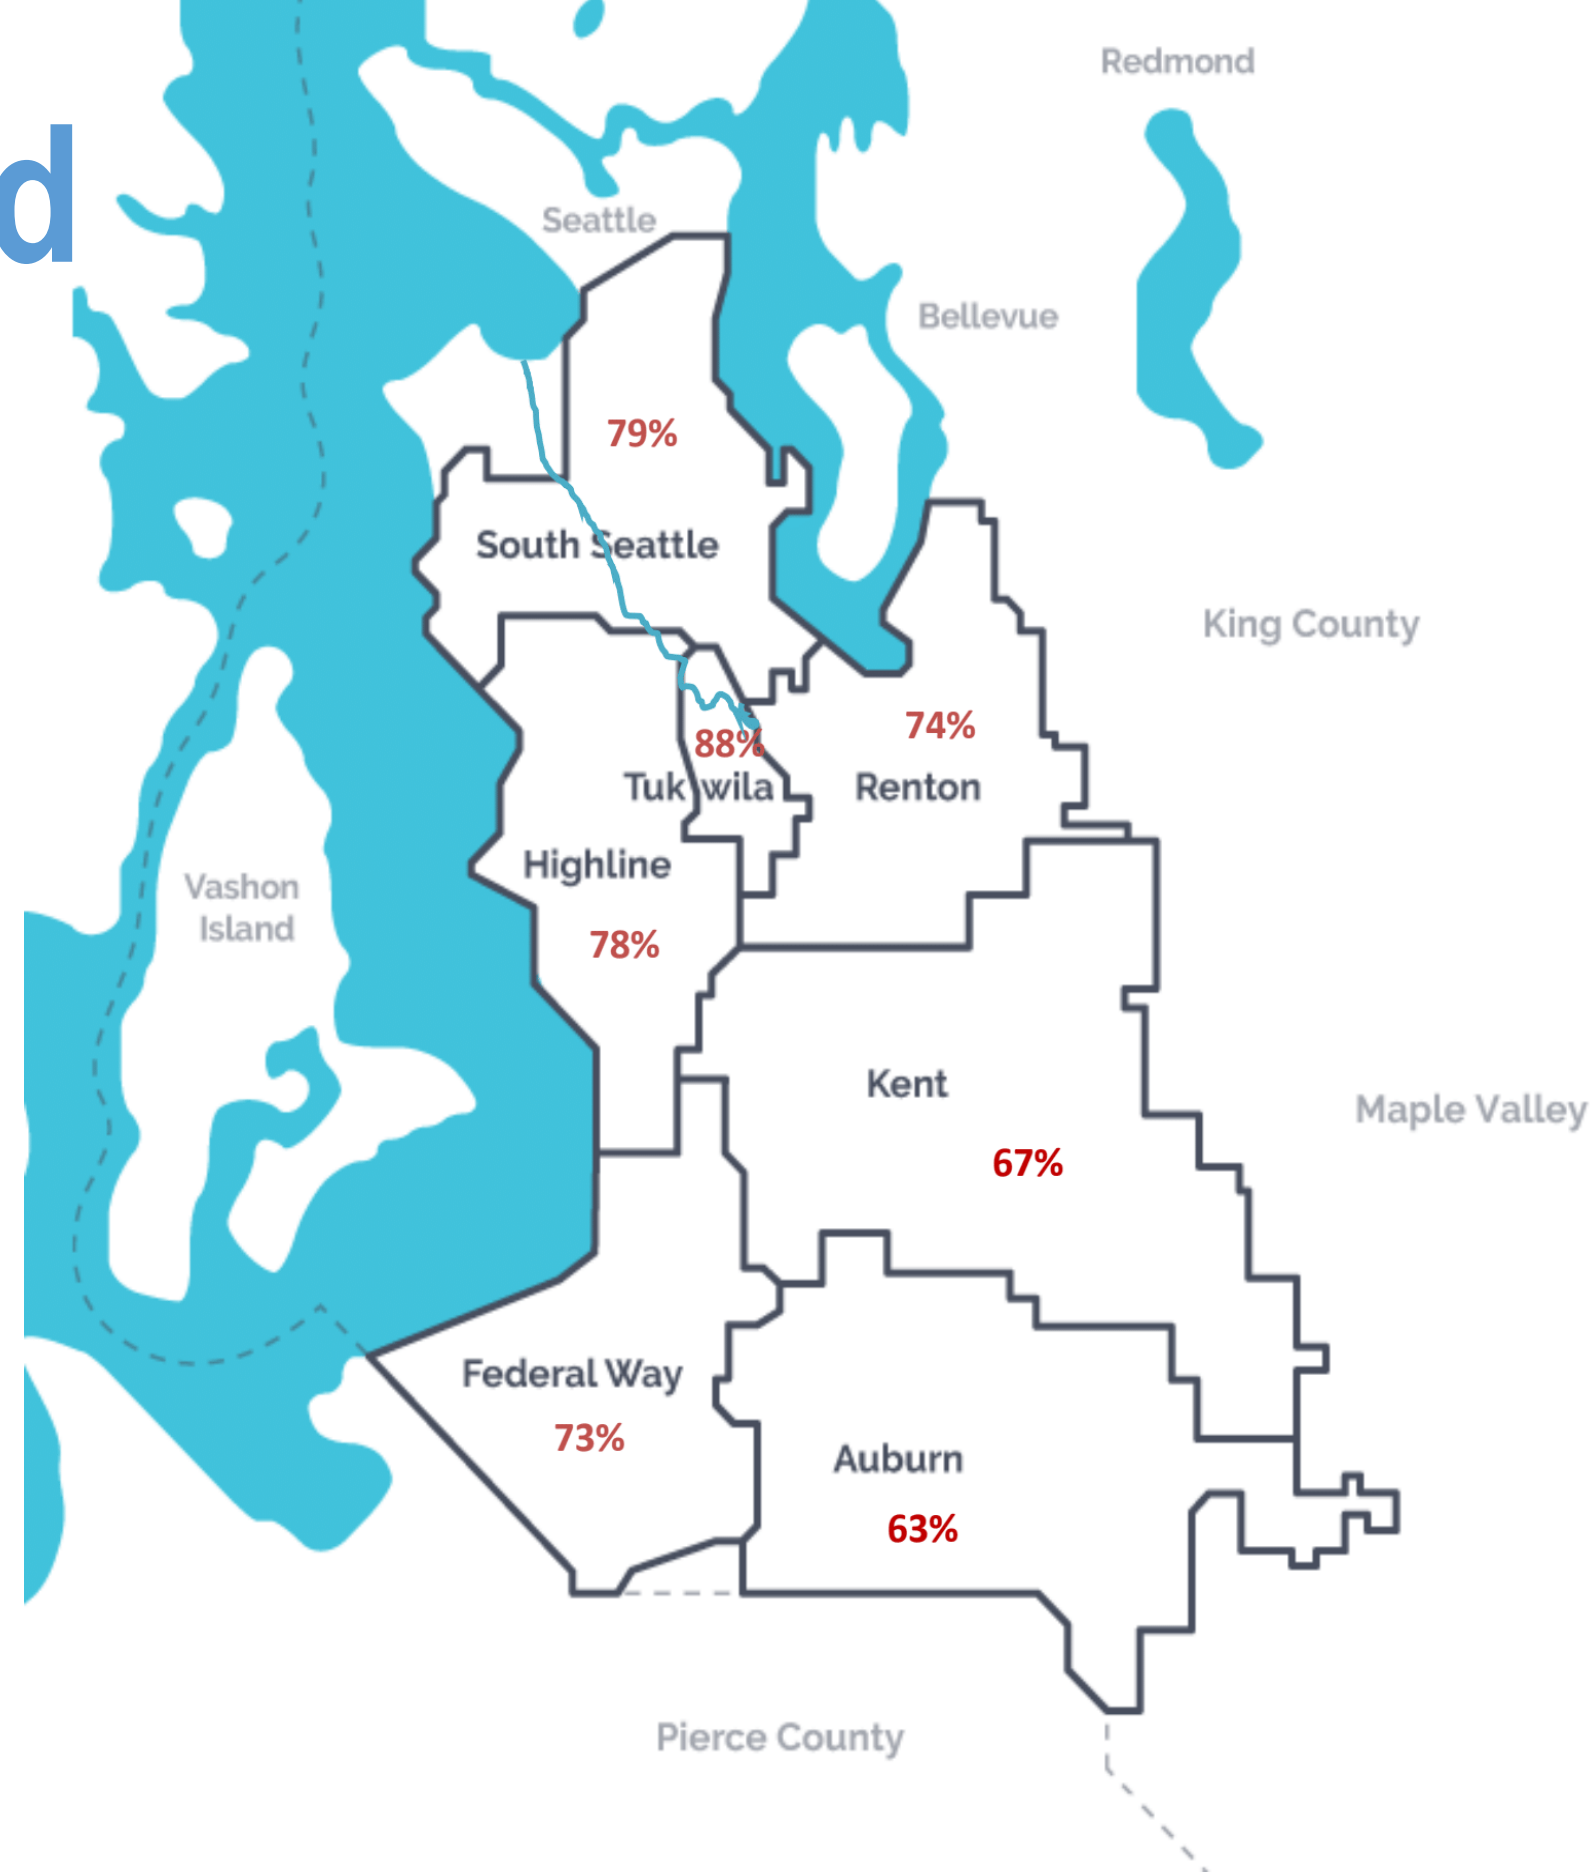 Redmond
d
Seattle
Bellevue
79%
South Seattle
King County
74%
88%
Tukwila
Renton
Highline
Vashon
Island
78%
Kent
Maple Valley
67%
Federal Way
73%
Auburn
63%
Pierce County